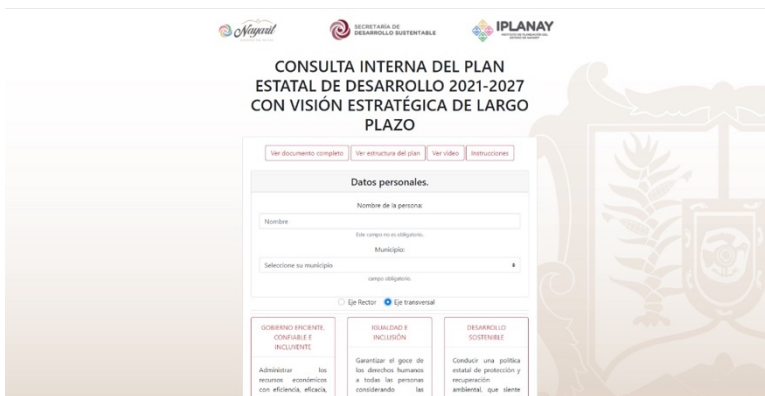 Nayarit
SECRETARÍA DE
DESARROLLO SUSTENTABLE
IPLANAY
CONSULTA INTERNA DEL PLAN
ESTATAL DE DESARROLLO 2021-2027
CON VISIÓN ESTRATÉGICA DE LARGO
PLAZO
Ver documento completo
Ver estructura del plan
Ver video
Instrucciones
Datos personales.
Nombre de la persona:
Nombre
Este campo no es obligatorio.
Municipio:
Seleccione su municipio
campo obligatorio.
Eje Rector
Eje transversal
GOBIERNO EFICIENTE,
CONFIABLE E
INCLUYENTE
Administrar los
recursos económicos
con eficiencia, eficacia,
IGUALDAD E
INCLUSIÓN
Garantizar el goce de
los derechos humanos
a todas las personas
considerando las
DESARROLLO
SOSTENIBLE
Conducir una política
estatal de protección y
recuperación
ambiental, que siente